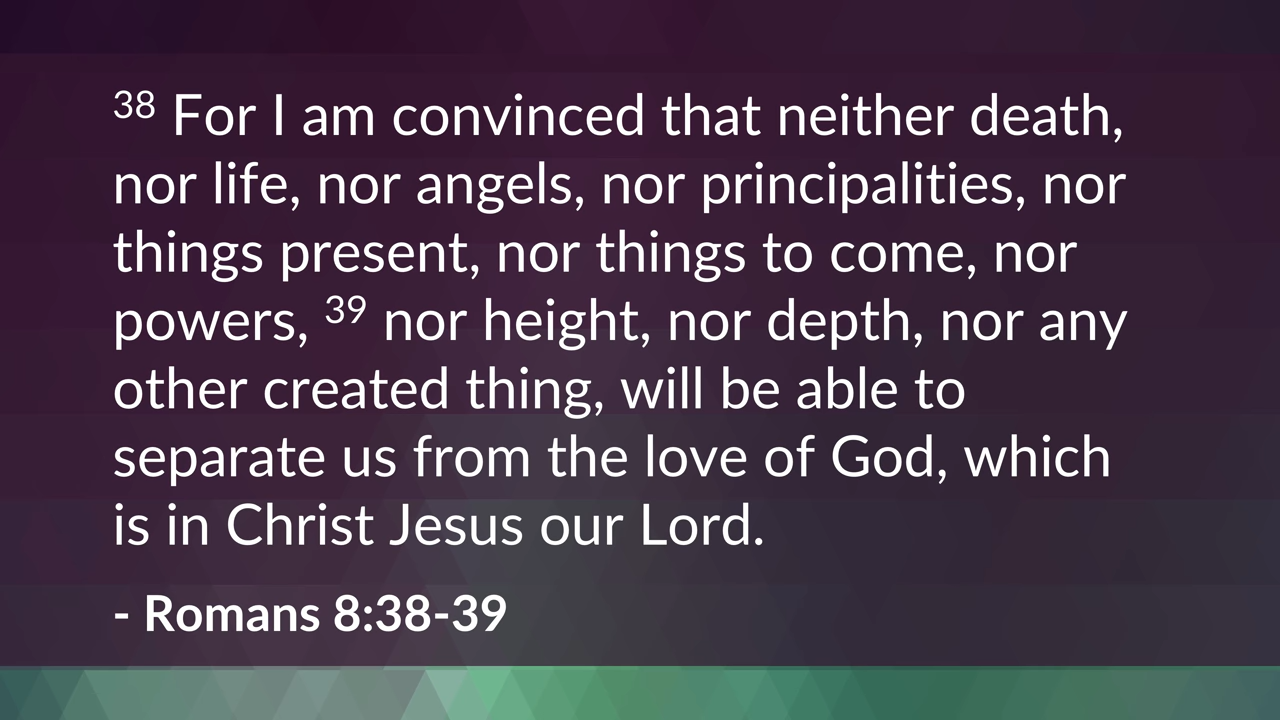 38 For I am convinced that neither death,
nor life, nor angels, nor principalities, nor
things present, nor things to come, nor
powers, 39 nor height, nor depth, nor any
other created thing, will be able to
separate us from the love of God, which
is in Christ Jesus our Lord.
- Romans 8:38-39